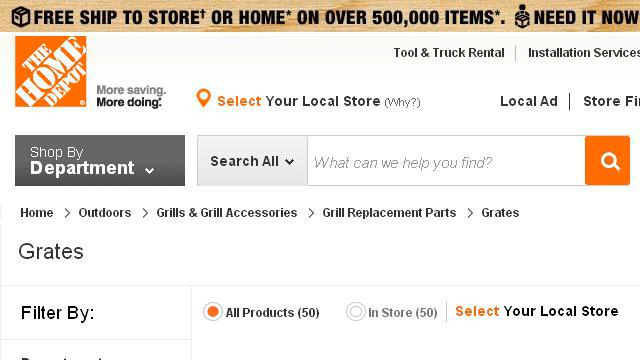 FREE SHIP TO STORE† OR HOME* ON OVER 500,000 ITEMS*. NEED IT NOW
Tool & Truck Rental Installation Services
THE HOME DEPOT
More saving.
More doing.
Select Your Local Store (Why?)
Local Ad Store Fi
Shop By
Department
Search All
What can we help you find?
Home > Outdoors > Grills & Grill Accessories > Grill Replacement Parts > Grates
Grates
Filter By:
All Products (50) In Store (50) Select Your Local Store